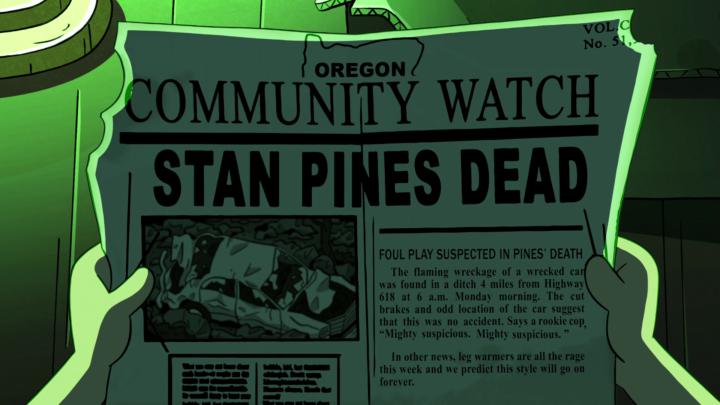 VOL.
No. 51,
OREGON
COMMUNITY WATCH
STAN PINES DEAD
FOUL PLAY SUSPECTED IN PINES' DEATH
The flaming wreckage of a wrecked car
was found in a ditch 4 miles from Highway
618 at 6 a.m. Monday morning. The cut
brakes and odd location of the car suggest
that this was no accident. Says a rookie cop,
"Mighty suspicious. Mighty suspicious. "
In other news, leg warmers are all the rage
this week and we predict this style will go on
forever.